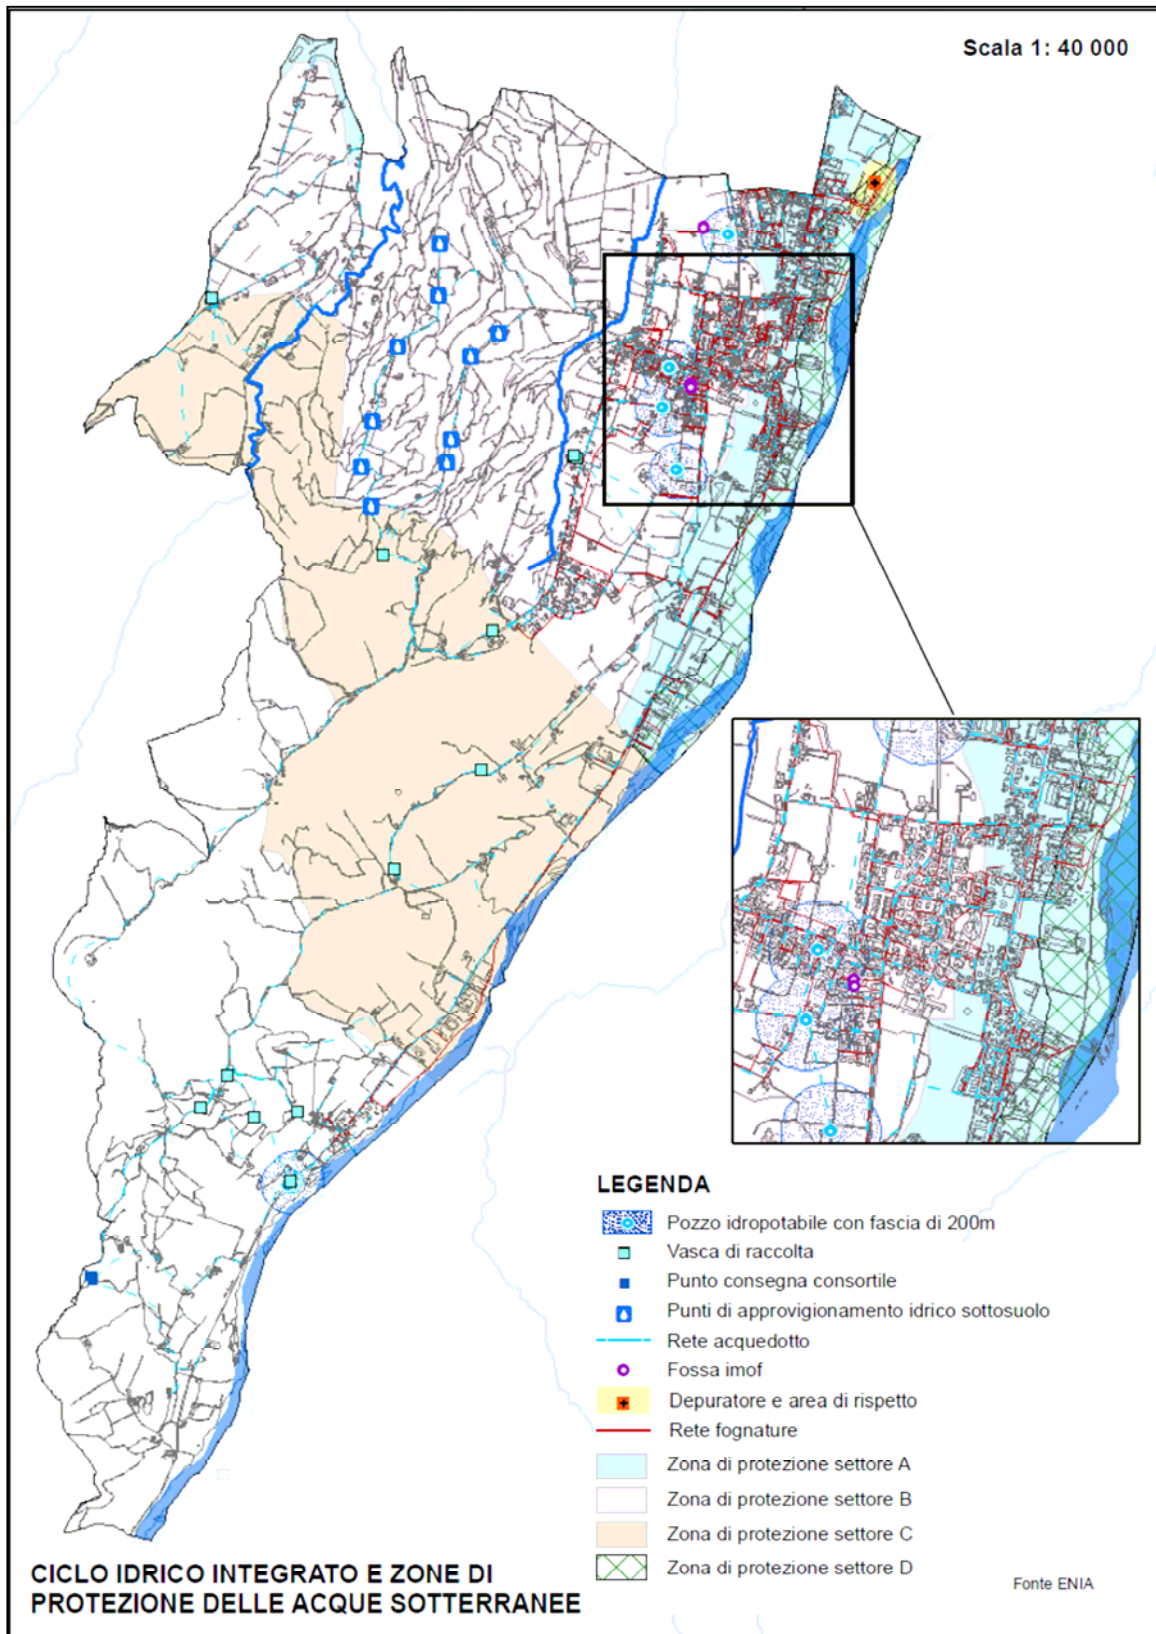 Scala 1: 40 000
LEGENDA
Pozzo idropotabile con fascia di 200m
Vasca di raccolta
Punto consegna consortile
Punti di approvigionamento idrico sottosuolo
Rete acquedotto
Fossa imof
Depuratore e area di rispetto
Rete fognature
Zona di protezione settore A
Zona di protezione settore B
Zona di protezione settore C
Zona di protezione settore D
Fonte ENIA
CICLO IDRICO INTEGRATO E ZONE DI
PROTEZIONE DELLE ACQUE SOTTERRANEE